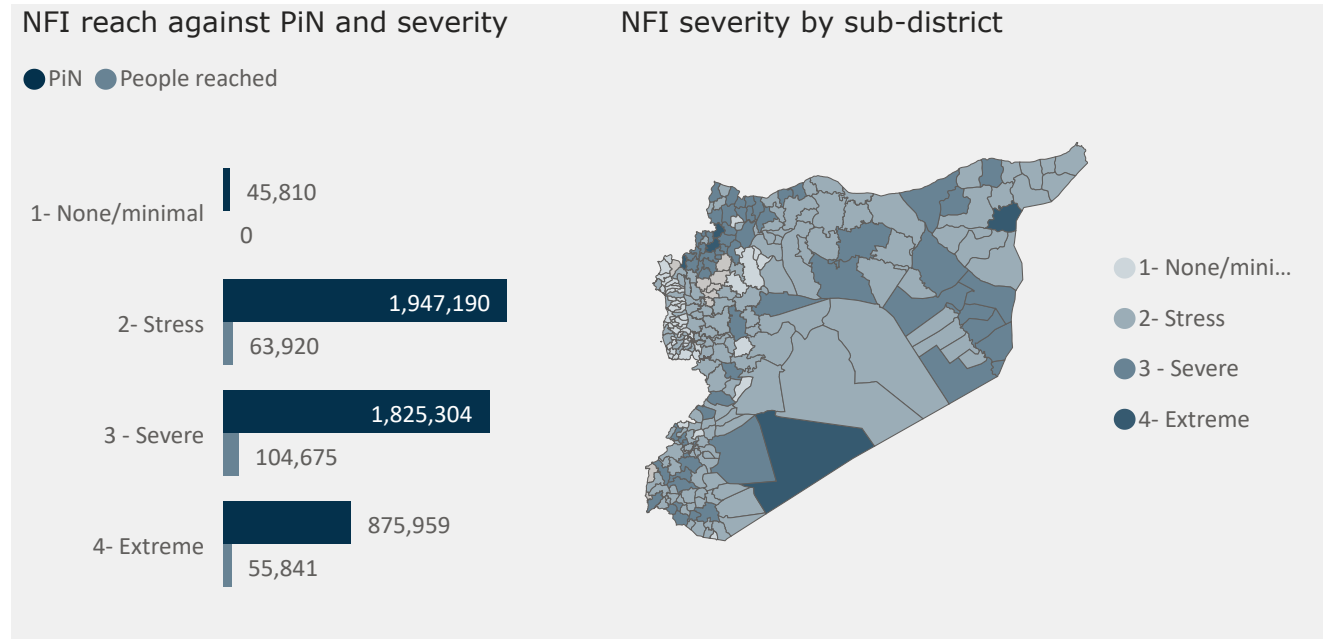 NFI reach against PiN and severity
PiN People reached
1- None/minimal
45,810
0
2- Stress
1,947,190
63,920
3 - Severe
1,825,304
104,675
4- Extreme
875,959
55,841
NFI severity by sub-district
1- None/mini...
2- Stress
3 - Severe
4- Extreme